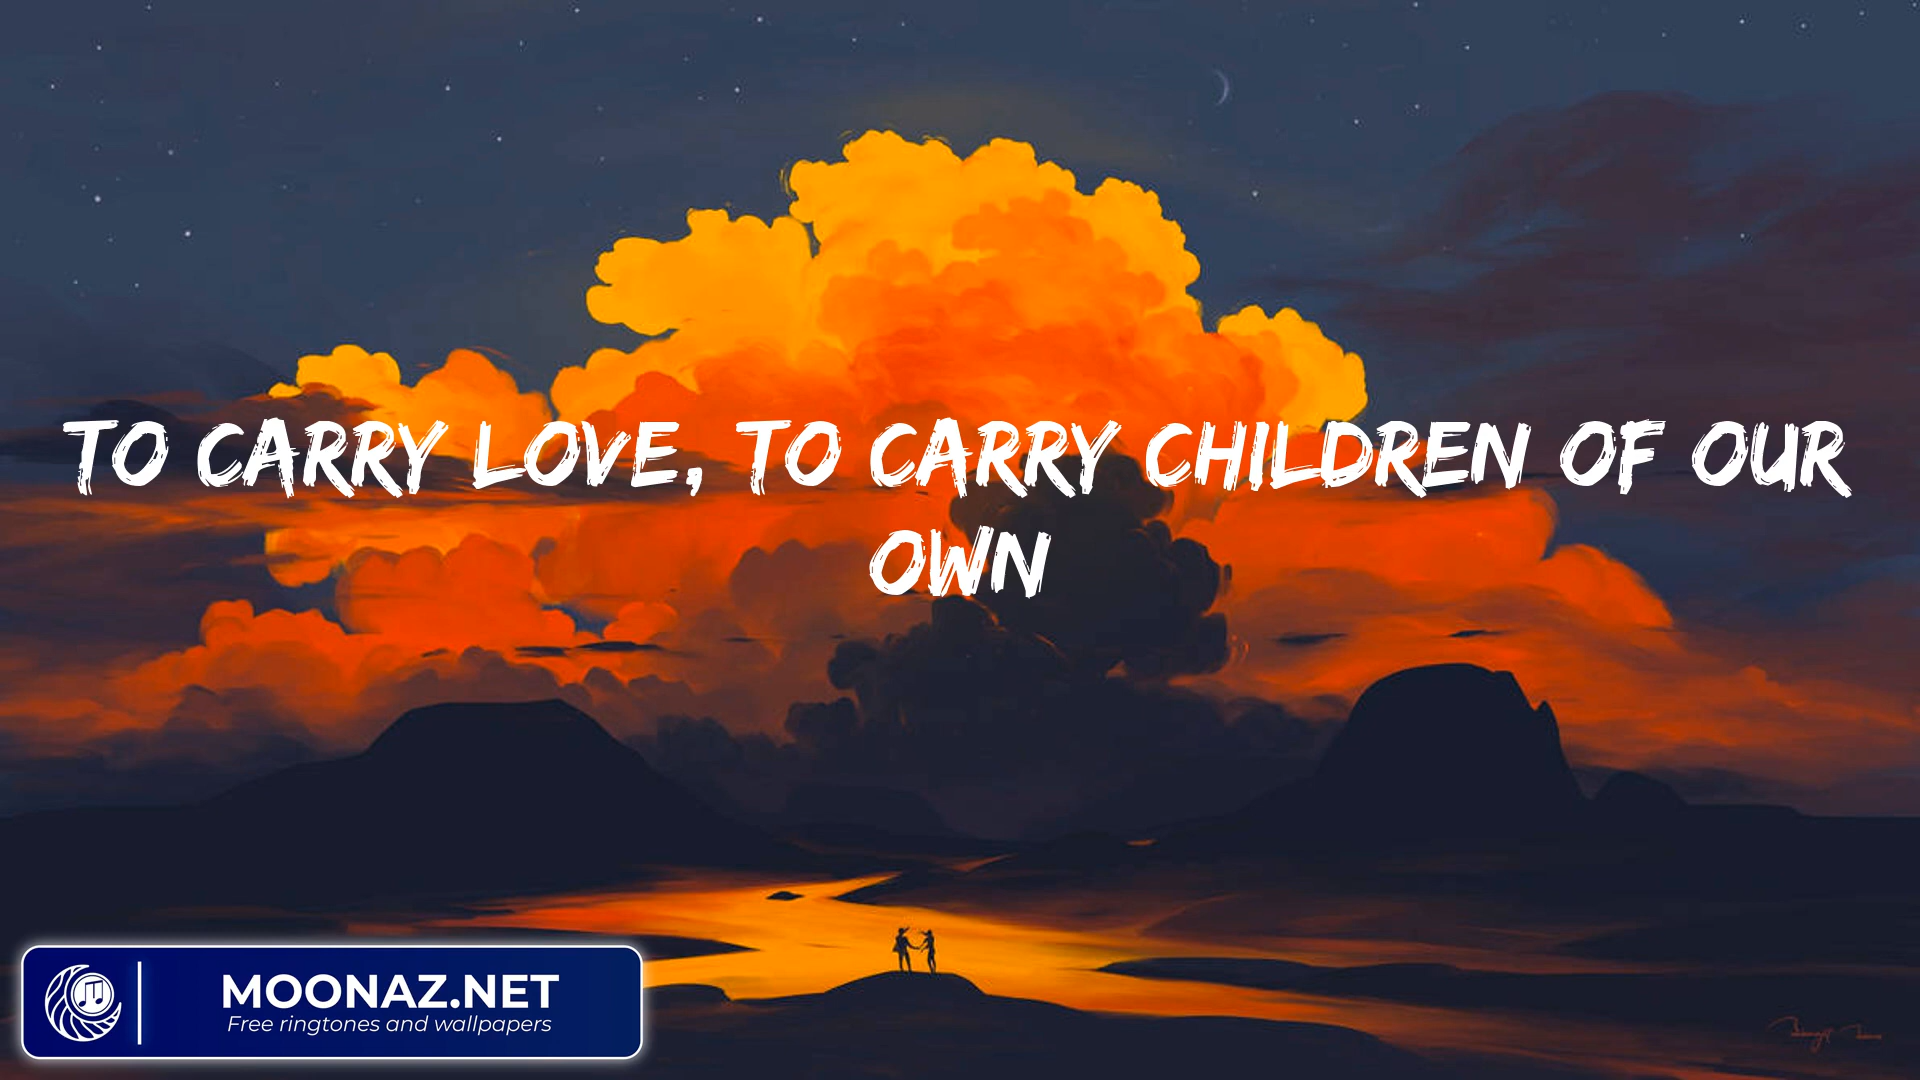 TO CARRY LOVE, TO CARRY CHILDREN OF OUR
OWN
MOONAZ.NET
Free ringtones and wallpapers